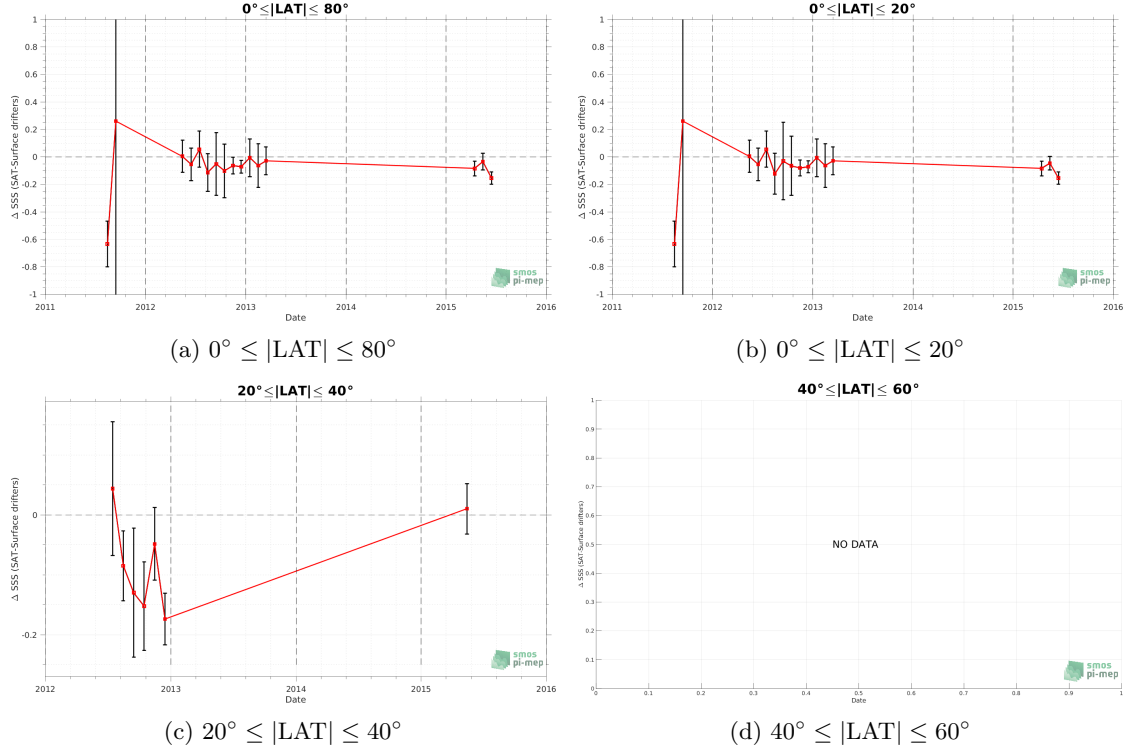 0°≤|LAT|≤ 80°
Δ SSS (SAT-Surface drifters)
1
0.8
0.6
0.4
0.2
0
-0.2
-0.4
-0.6
-0.8
-1
2011 2012 2013 2014 2015 2016
Date
smos
pi-mep
(a) 0° ≤ |LAT| ≤ 80°
0°≤|LAT|≤ 20°
Δ SSS (SAT-Surface drifters)
1
0.8
0.6
0.4
0.2
0
-0.2
-0.4
-0.6
-0.8
-1
2011 2012 2013 2014 2015 2016
Date
smos
pi-mep
(b) 0° ≤ |LAT| ≤ 20°
20°≤|LAT|≤ 40°
Δ SSS (SAT-Surface drifters)
0
-0.2
2012 2013 2014 2015 2016
Date
smos
pi-mep
(c) 20° ≤ |LAT| ≤ 40°
40°≤|LAT|≤ 60°
Δ SSS (SAT-Surface drifters)
1
0.9
0.8
0.7
0.6
0.5
0.4
0.3
0.2
0.1
0
NO DATA
0 0.1 0.2 0.3 0.4 0.5 0.6 0.7 0.8 0.9 1
Date
smos
pi-mep
(d) 40° ≤ |LAT| ≤ 60°